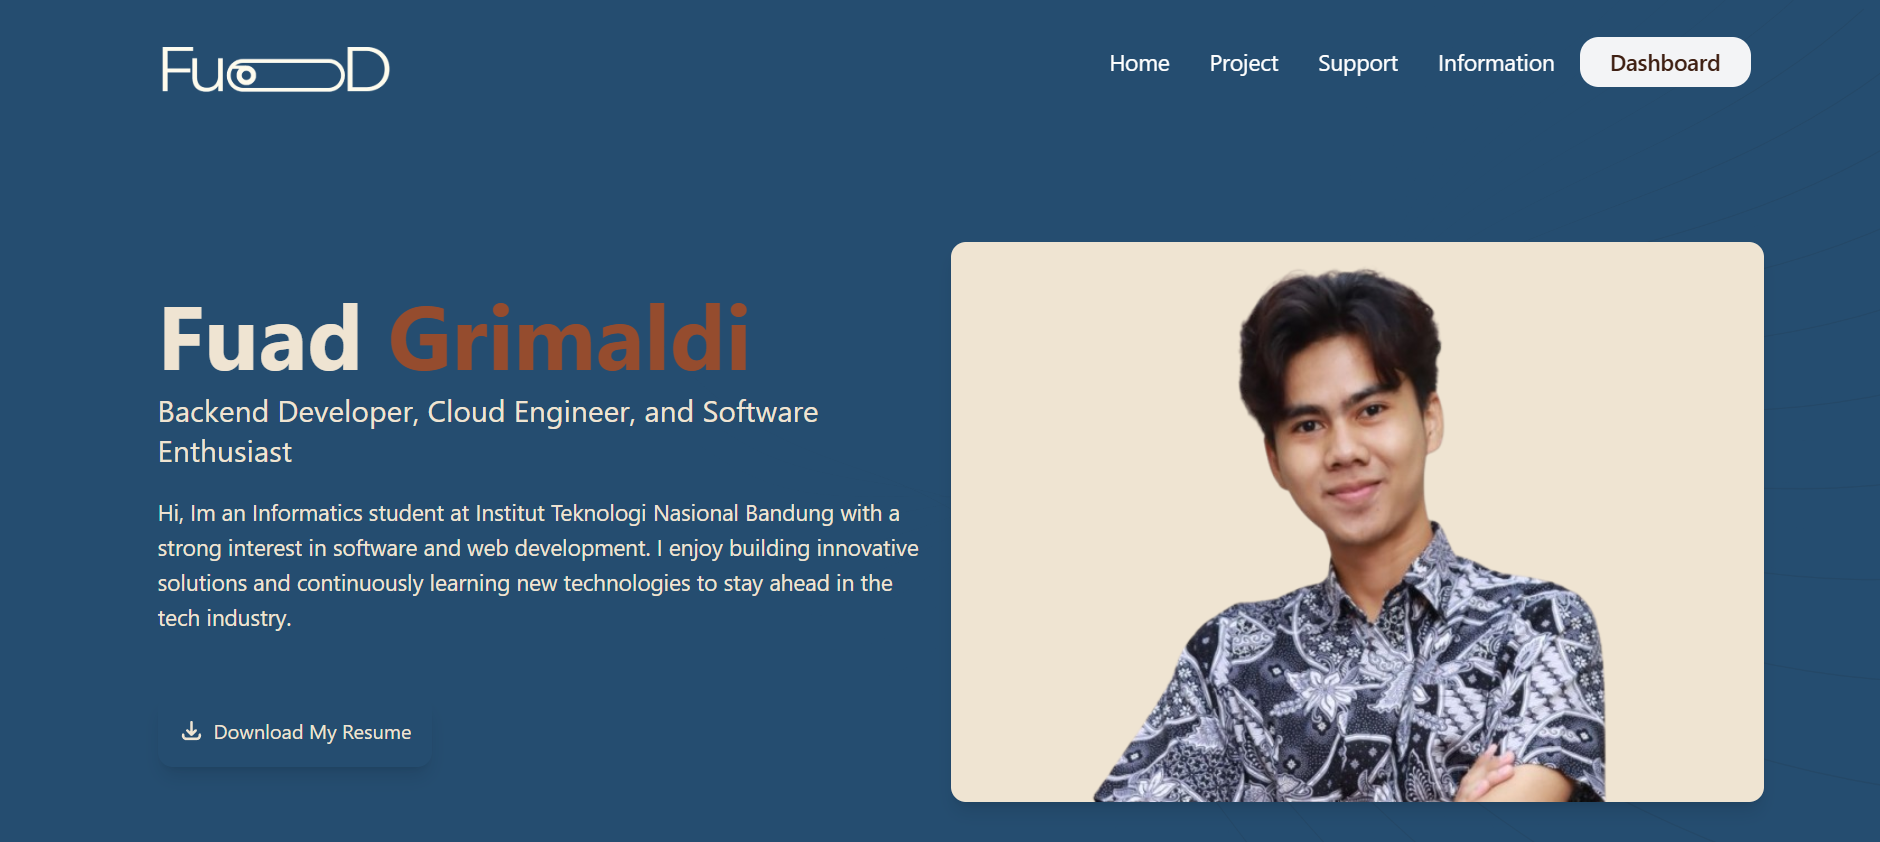 FuaD
Home Project Support Information Dashboard
Fuad Grimaldi
Backend Developer, Cloud Engineer, and Software
Enthusiast
Hi, Im an Informatics student at Institut Teknologi Nasional Bandung with a
strong interest in software and web development. I enjoy building innovative
solutions and continuously learning new technologies to stay ahead in the
tech industry.
Download My Resume